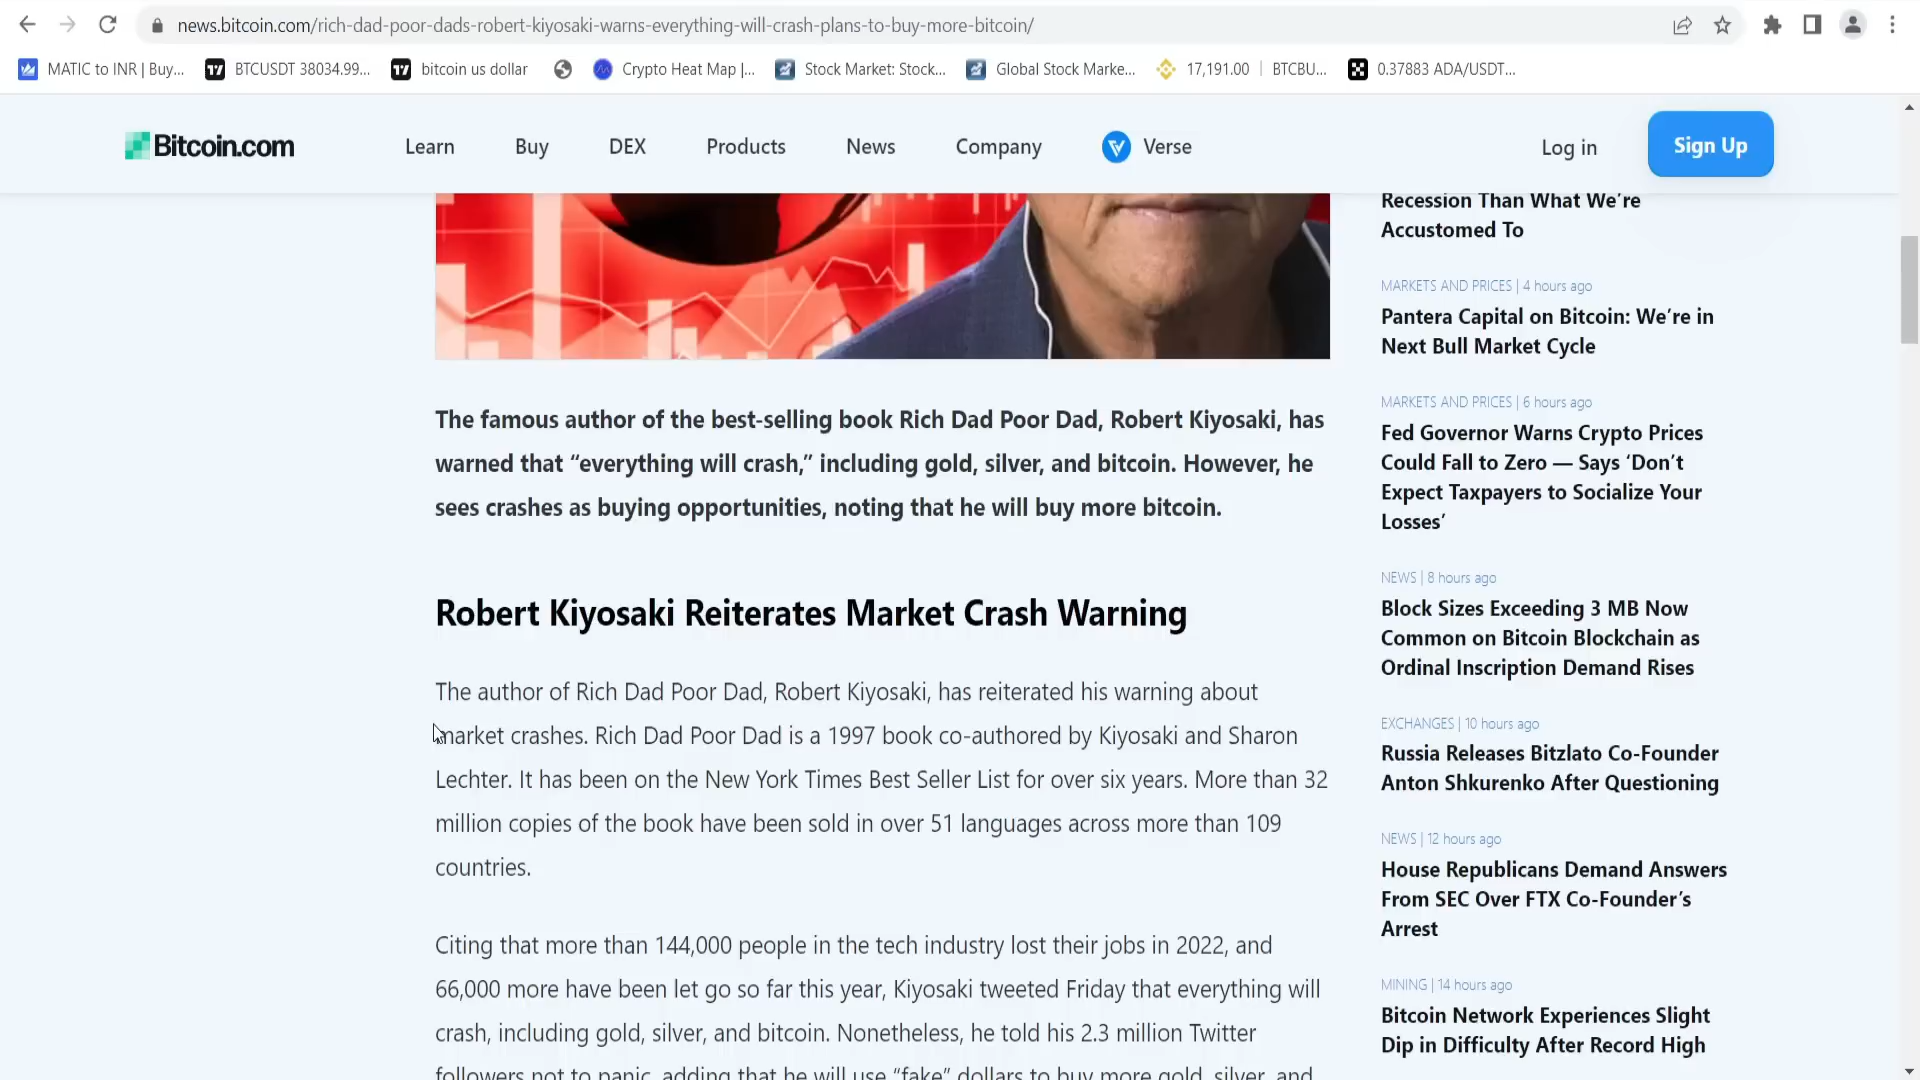 news.bitcoin.com/rich-dad-poor-dads-robert-kiyosaki-warns-everything-will-crash-plans-to-buy-more-bitcoin/
MATIC to INR | Buy... BTCUSDT 38034.99... bitcoin us dollar Crypto Heat Map |... Stock Market: Stock... Global Stock Marke... 17,191.00 | BTCBU... 0.37883 ADA/USDT...
Bitcoin.com Learn Buy DEX Products News Company Verse Log in Sign Up
The famous author of the best-selling book Rich Dad Poor Dad, Robert Kiyosaki, has
warned that “everything will crash,” including gold, silver, and bitcoin. However, he
sees crashes as buying opportunities, noting that he will buy more bitcoin.
Robert Kiyosaki Reiterates Market Crash Warning
The author of Rich Dad Poor Dad, Robert Kiyosaki, has reiterated his warning about
market crashes. Rich Dad Poor Dad is a 1997 book co-authored by Kiyosaki and Sharon
Lechter. It has been on the New York Times Best Seller List for over six years. More than 32
million copies of the book have been sold in over 51 languages across more than 109
countries.
Citing that more than 144,000 people in the tech industry lost their jobs in 2022, and
66,000 more have been let go so far this year, Kiyosaki tweeted Friday that everything will
crash, including gold, silver, and bitcoin. Nonetheless, he told his 2.3 million Twitter
followers not to panic, adding that he will use “fake” dollars to buy more gold, silver, and
Recession Than What We’re
Accustomed To
MARKETS AND PRICES | 4 hours ago
Pantera Capital on Bitcoin: We’re in
Next Bull Market Cycle
MARKETS AND PRICES | 6 hours ago
Fed Governor Warns Crypto Prices
Could Fall to Zero — Says ‘Don’t
Expect Taxpayers to Socialize Your
Losses’
NEWS | 8 hours ago
Block Sizes Exceeding 3 MB Now
Common on Bitcoin Blockchain as
Ordinal Inscription Demand Rises
EXCHANGES | 10 hours ago
Russia Releases Bitzlato Co-Founder
Anton Shkurenko After Questioning
NEWS | 12 hours ago
House Republicans Demand Answers
From SEC Over FTX Co-Founder’s
Arrest
MINING | 14 hours ago
Bitcoin Network Experiences Slight
Dip in Difficulty After Record High